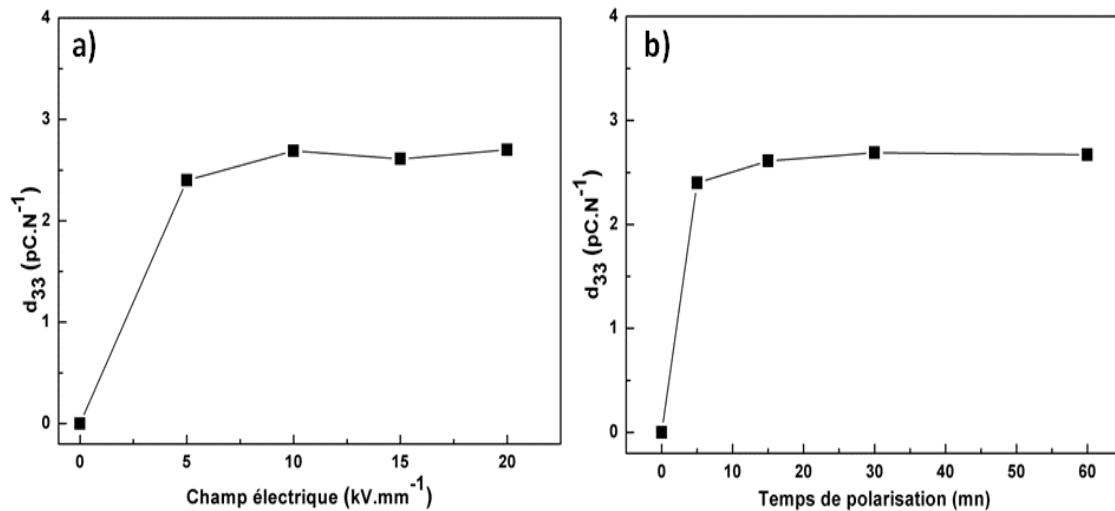 a)
4
3
2
1
0
d33 (pC.N-1)
0 5 10 15 20
Champ électrique (kV.mm-1)
b)
4
3
2
1
0
d33 (pC.N-1)
0 10 20 30 40 50 60
Temps de polarisation (mn)